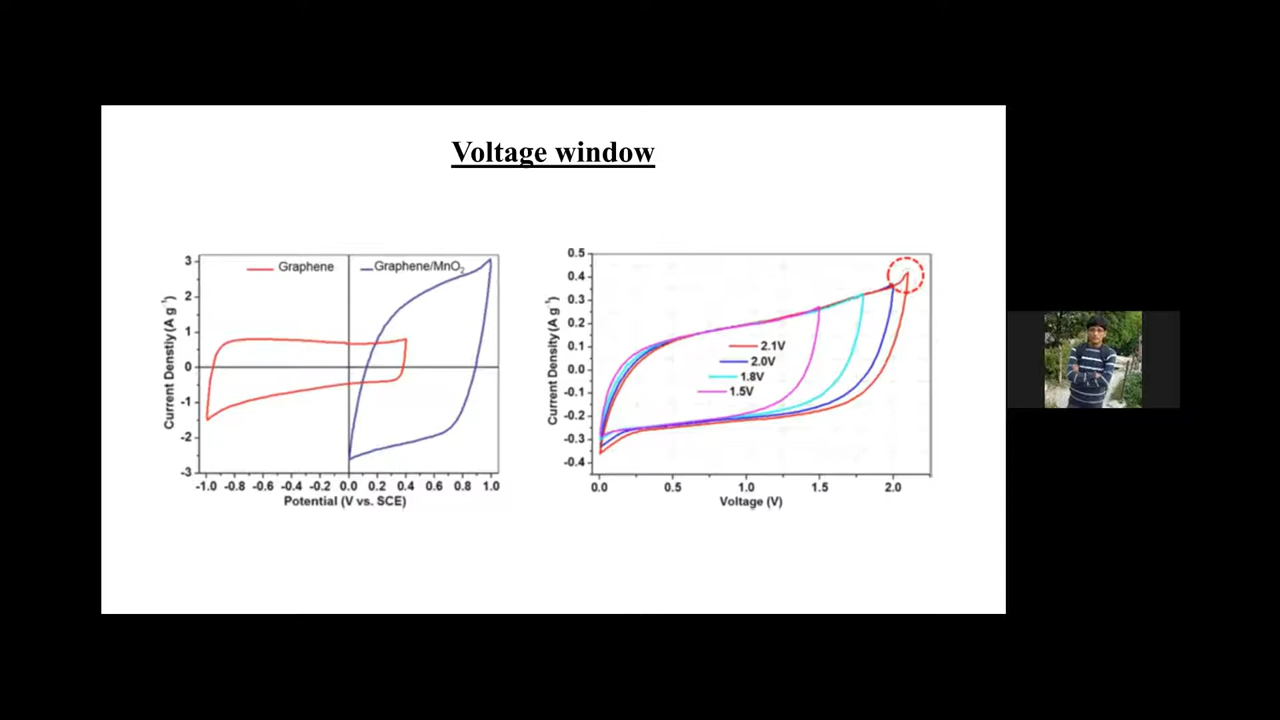 Voltage window
Graphene
Graphene/MnO2
3
2
1
0
-1
-2
-3
Current Denstiy(A g-1)
-1.0 -0.8 -0.6 -0.4 -0.2 0.0 0.2 0.4 0.6 0.8 1.0
Potential (V vs. SCE)
0.5
0.4
0.3
0.2
0.1
0.0
-0.1
-0.2
-0.3
-0.4
Current Density(A g-1)
2.1V
2.0V
1.8V
1.5V
0.0 0.5 1.0 1.5 2.0
Voltage (V)